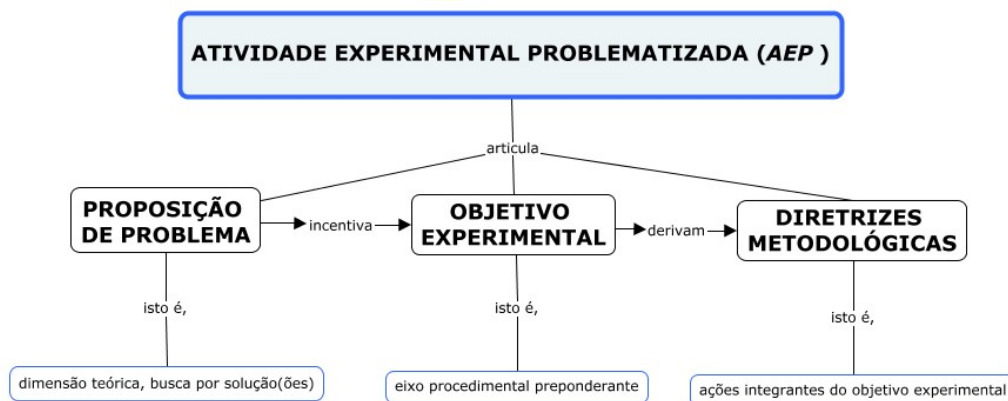 ATIVIDADE EXPERIMENTAL PROBLEMATIZADA (AEP )
articula
PROPOSIÇÃO
DE PROBLEMA
incentiva
OBJETIVO
EXPERIMENTAL
derivam
DIRETRIZES
METODOLÓGICAS
isto é,
isto é,
isto é,
dimensão teórica, busca por solução(ões)
eixo procedimental preponderante
ações integrantes do objetivo experimental